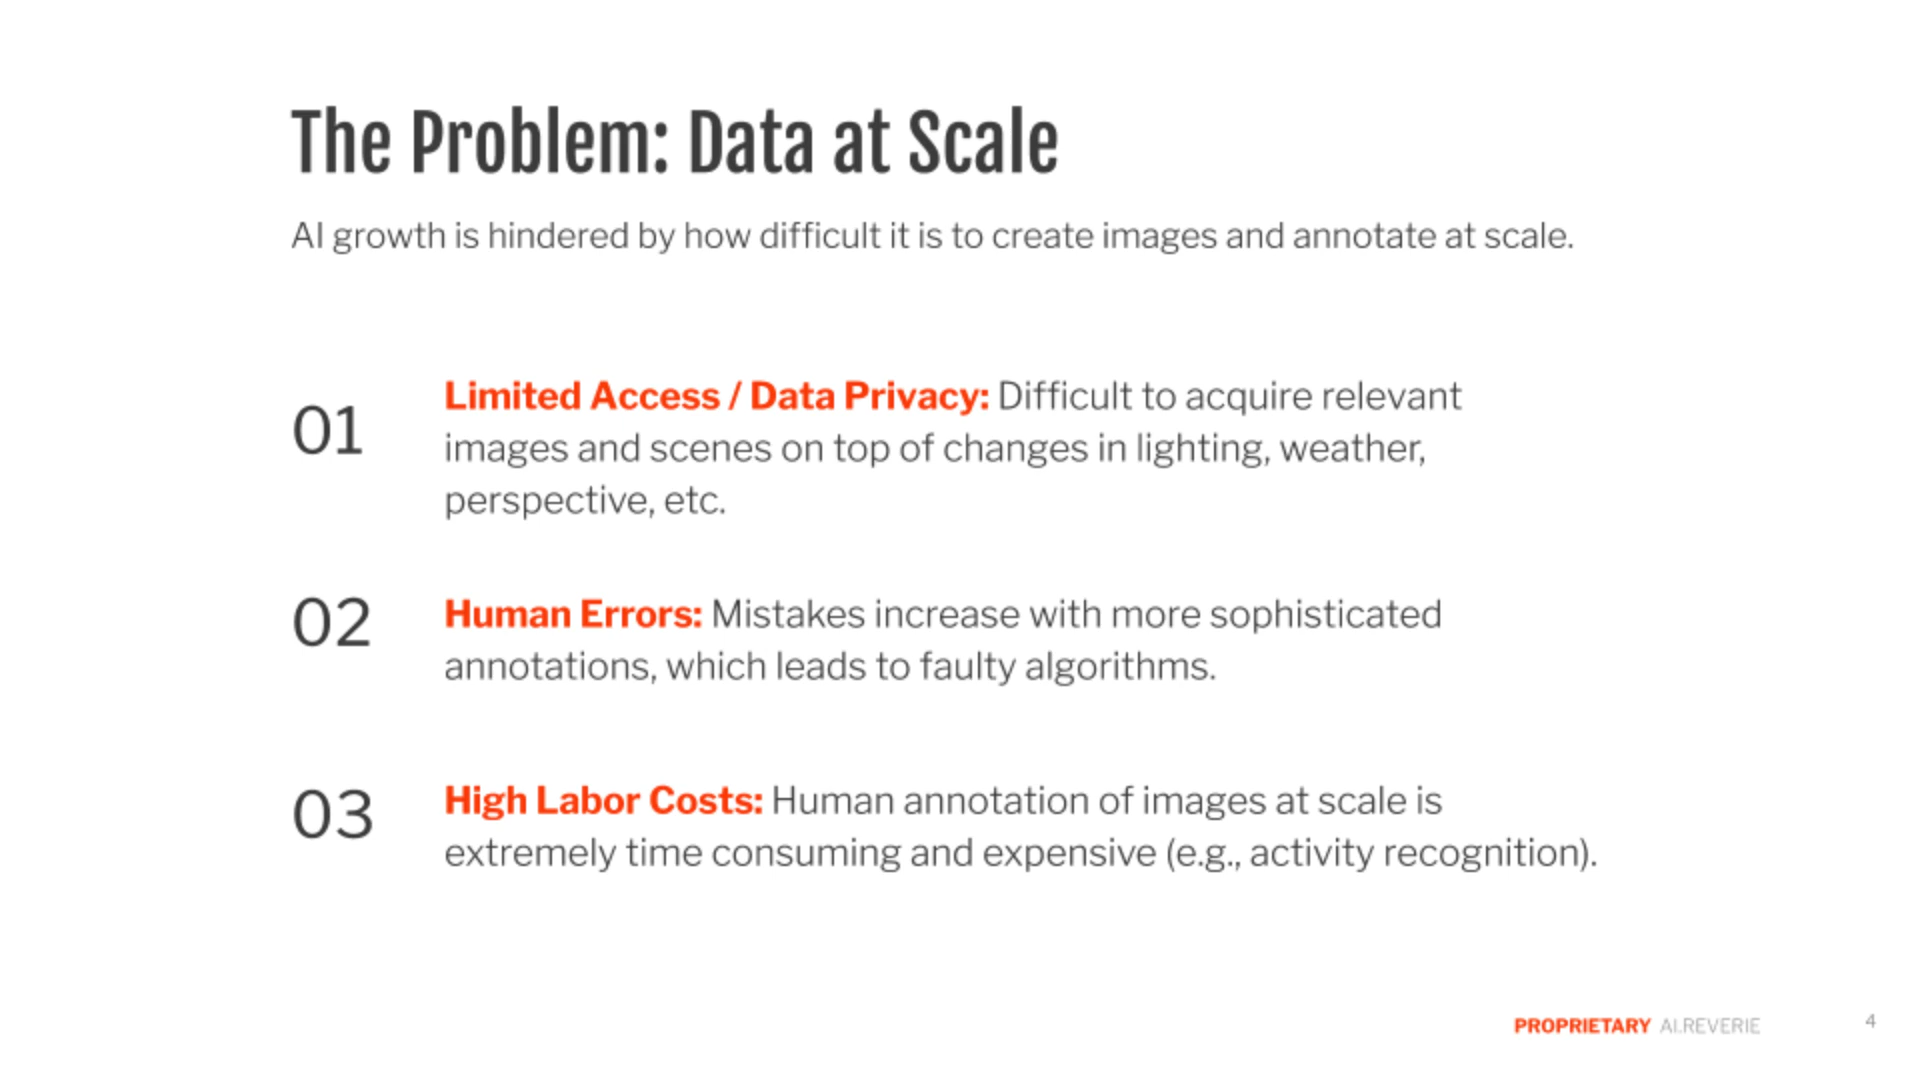 The Problem: Data at Scale
AI growth is hindered by how difficult it is to create images and annotate at scale.
01
Limited Access / Data Privacy: Difficult to acquire relevant
images and scenes on top of changes in lighting, weather,
perspective, etc.
02
Human Errors: Mistakes increase with more sophisticated
annotations, which leads to faulty algorithms.
03
High Labor Costs: Human annotation of images at scale is
extremely time consuming and expensive (e.g., activity recognition).
PROPRIETARY AI.REVERIE
4